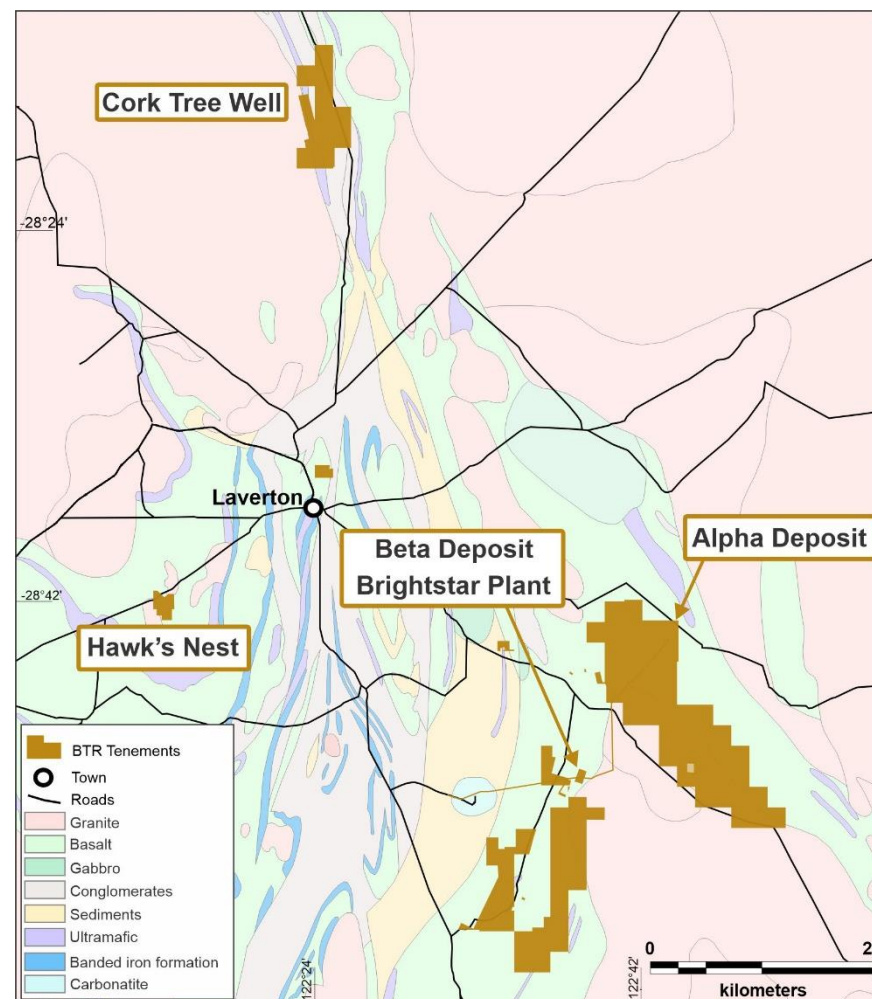 Cork Tree Well
-28°24'
Laverton
Beta Deposit
Brightstar Plant
Alpha Deposit
-28°42'
Hawk's Nest
BTR Tenements
Town
Roads
Granite
Basalt
Gabbro
Conglomerates
Sediments
Ultramafic
Banded iron formation
Carbonatite
122°24'
122°42'
0 2
kilometers